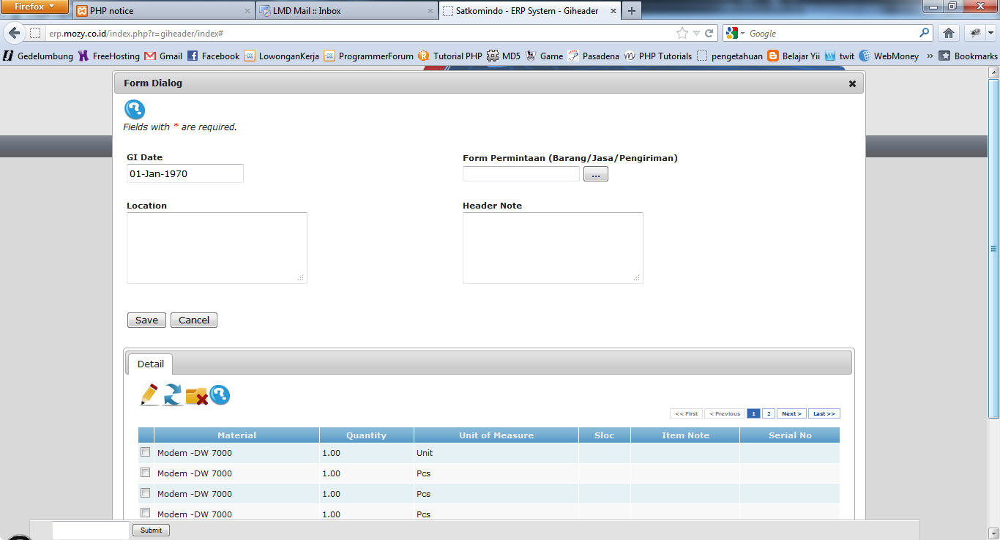 Firefox
PHP notice
LMD Mail :: Inbox
Satkomindo - ERP System - Giheader
erp.mozy.co.id/index.php?r=giheader/index#
Google
Gedelumbung FreeHosting Gmail Facebook LowonganKerja ProgrammerForum Tutorial PHP MD5 Game Pasadena PHP Tutorials pengetahuan Belajar Yii twit WebMoney » Bookmarks
Form Dialog
Fields with * are required.
GI Date
Form Permintaan (Barang/Jasa/Pengiriman)
01-Jan-1970
...
Location
Header Note
Save Cancel
Detail
<< First < Previous 1 2 Next > Last >>
Material Quantity Unit of Measure Sloc Item Note Serial No
Modem -DW 7000 1.00 Unit
Modem -DW 7000 1.00 Pcs
Modem -DW 7000 1.00 Pcs
Modem -DW 7000 1.00 Pcs
Submit